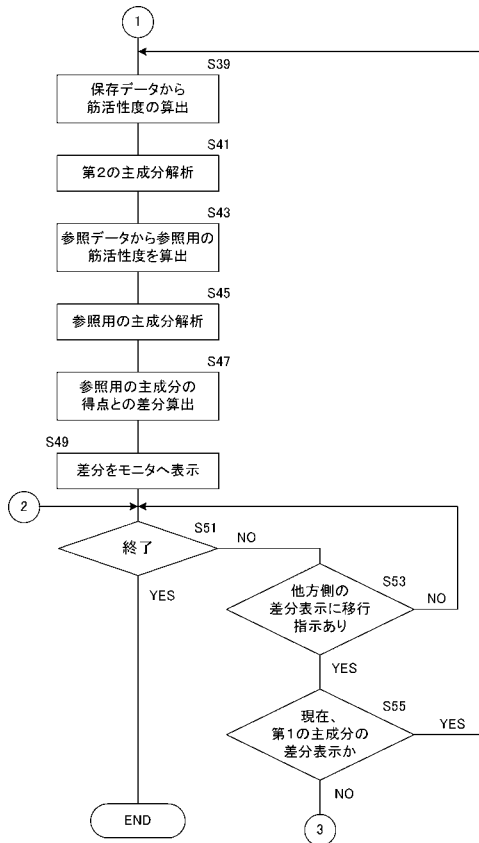 1
S39
保存データから
筋活性度の算出
S41
第2の主成分解析
S43
参照データから参照用の
筋活性度を算出
S45
参照用の主成分解析
S47
参照用の主成分の
得点との差分算出
S49
差分をモニタへ表示
2
S51
終了
NO
YES
S53
他方側の
差分表示に移行
指示あり
NO
YES
S55
現在、
第1の主成分の
差分表示か
YES
NO
END
3